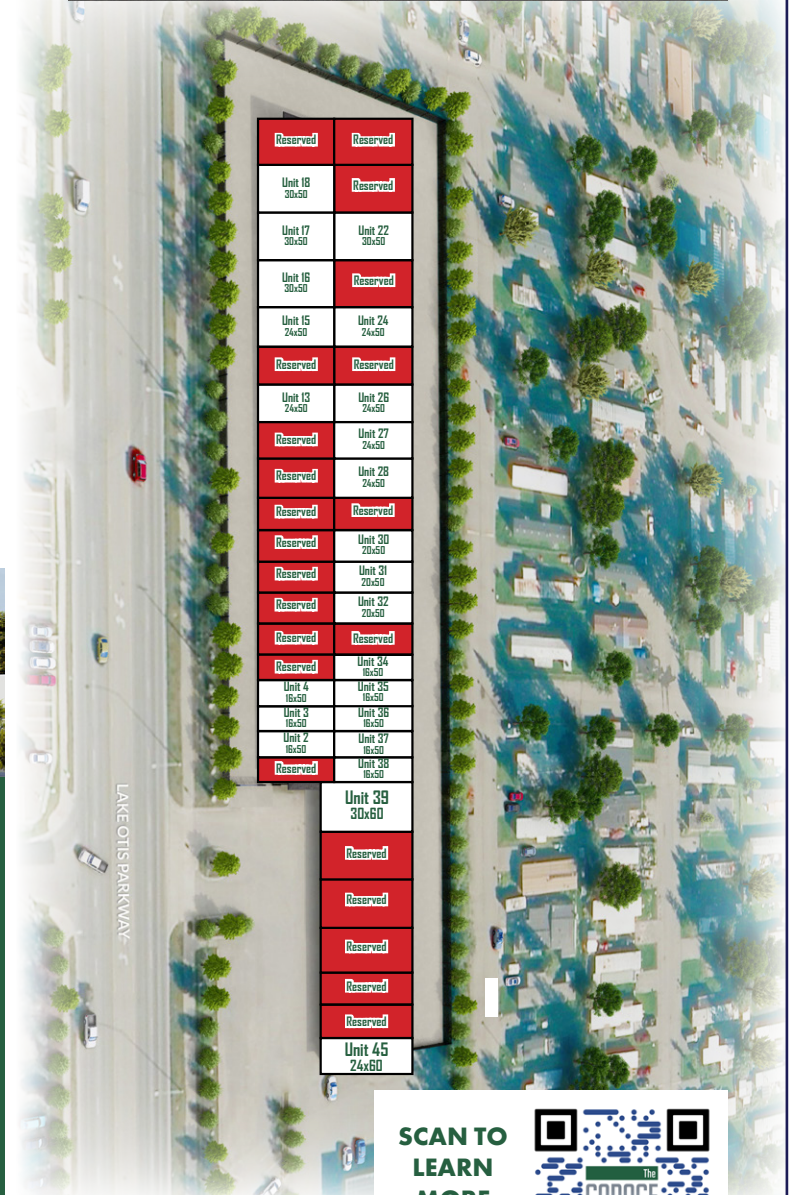 Reserved Reserved
Unit 18 Reserved
30x50
Unit 17 Unit 22
30x50 30x50
Unit 16 Reserved
30x50
Unit 15 Unit 24
24x50 24x50
Reserved Reserved
Unit 13 Unit 26
24x50 24x50
Reserved Unit 27
24x50
Reserved Unit 28
24x50
Reserved Reserved
Reserved Unit 30
20x50
Reserved Unit 31
20x50
Reserved Unit 32
20x50
Reserved Reserved
Reserved Unit 34
16x50
Unit 4 Unit 35
16x50 16x50
Unit 3 Unit 36
16x50 16x50
Unit 2 Unit 37
16x50 16x50
Reserved Unit 38
16x50
Unit 39
30x60
Reserved
Reserved
Reserved
Reserved
Reserved
Unit 45
24x60
LAKE OTIS PARKWAY
SCAN TO
LEARN
MORE
The
GARAGE